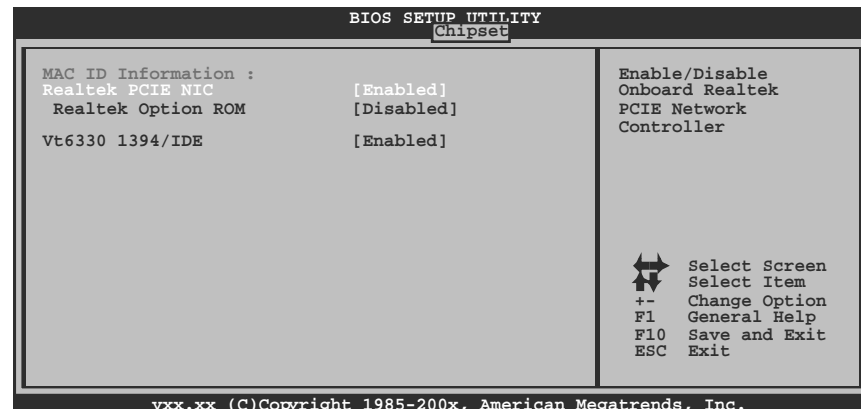 BIOS SETUP UTILITY
Chipset
MAC ID Information :
Realtek PCIE NIC [Enabled]
Realtek Option ROM [Disabled]
Vt6330 1394/IDE [Enabled]
Enable/Disable
Onboard Realtek
PCIE Network
Controller
Select Screen
Select Item
+- Change Option
F1 General Help
F10 Save and Exit
ESC Exit
vxx.xx (C)Copyright 1985-200x, American Megatrends, Inc.